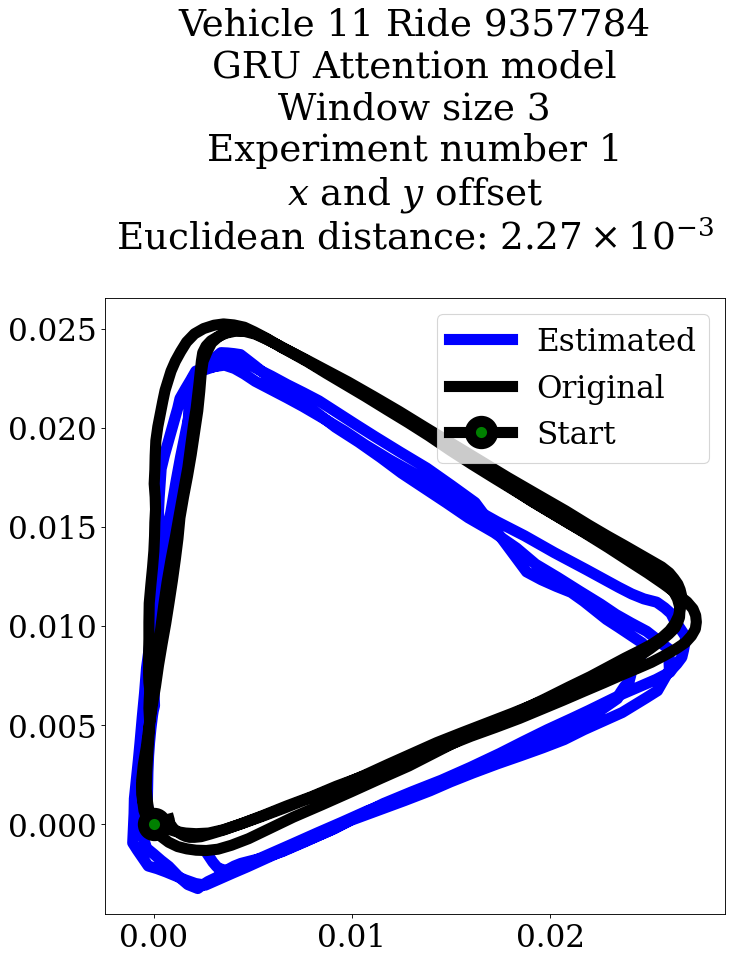 Vehicle 11 Ride 9357784
GRU Attention model
Window size 3
Experiment number 1
x and y offset
Euclidean distance: 2.27 × 10⁻³
Estimated
Original
Start
0.025
0.020
0.015
0.010
0.005
0.000
0.00 0.01 0.02